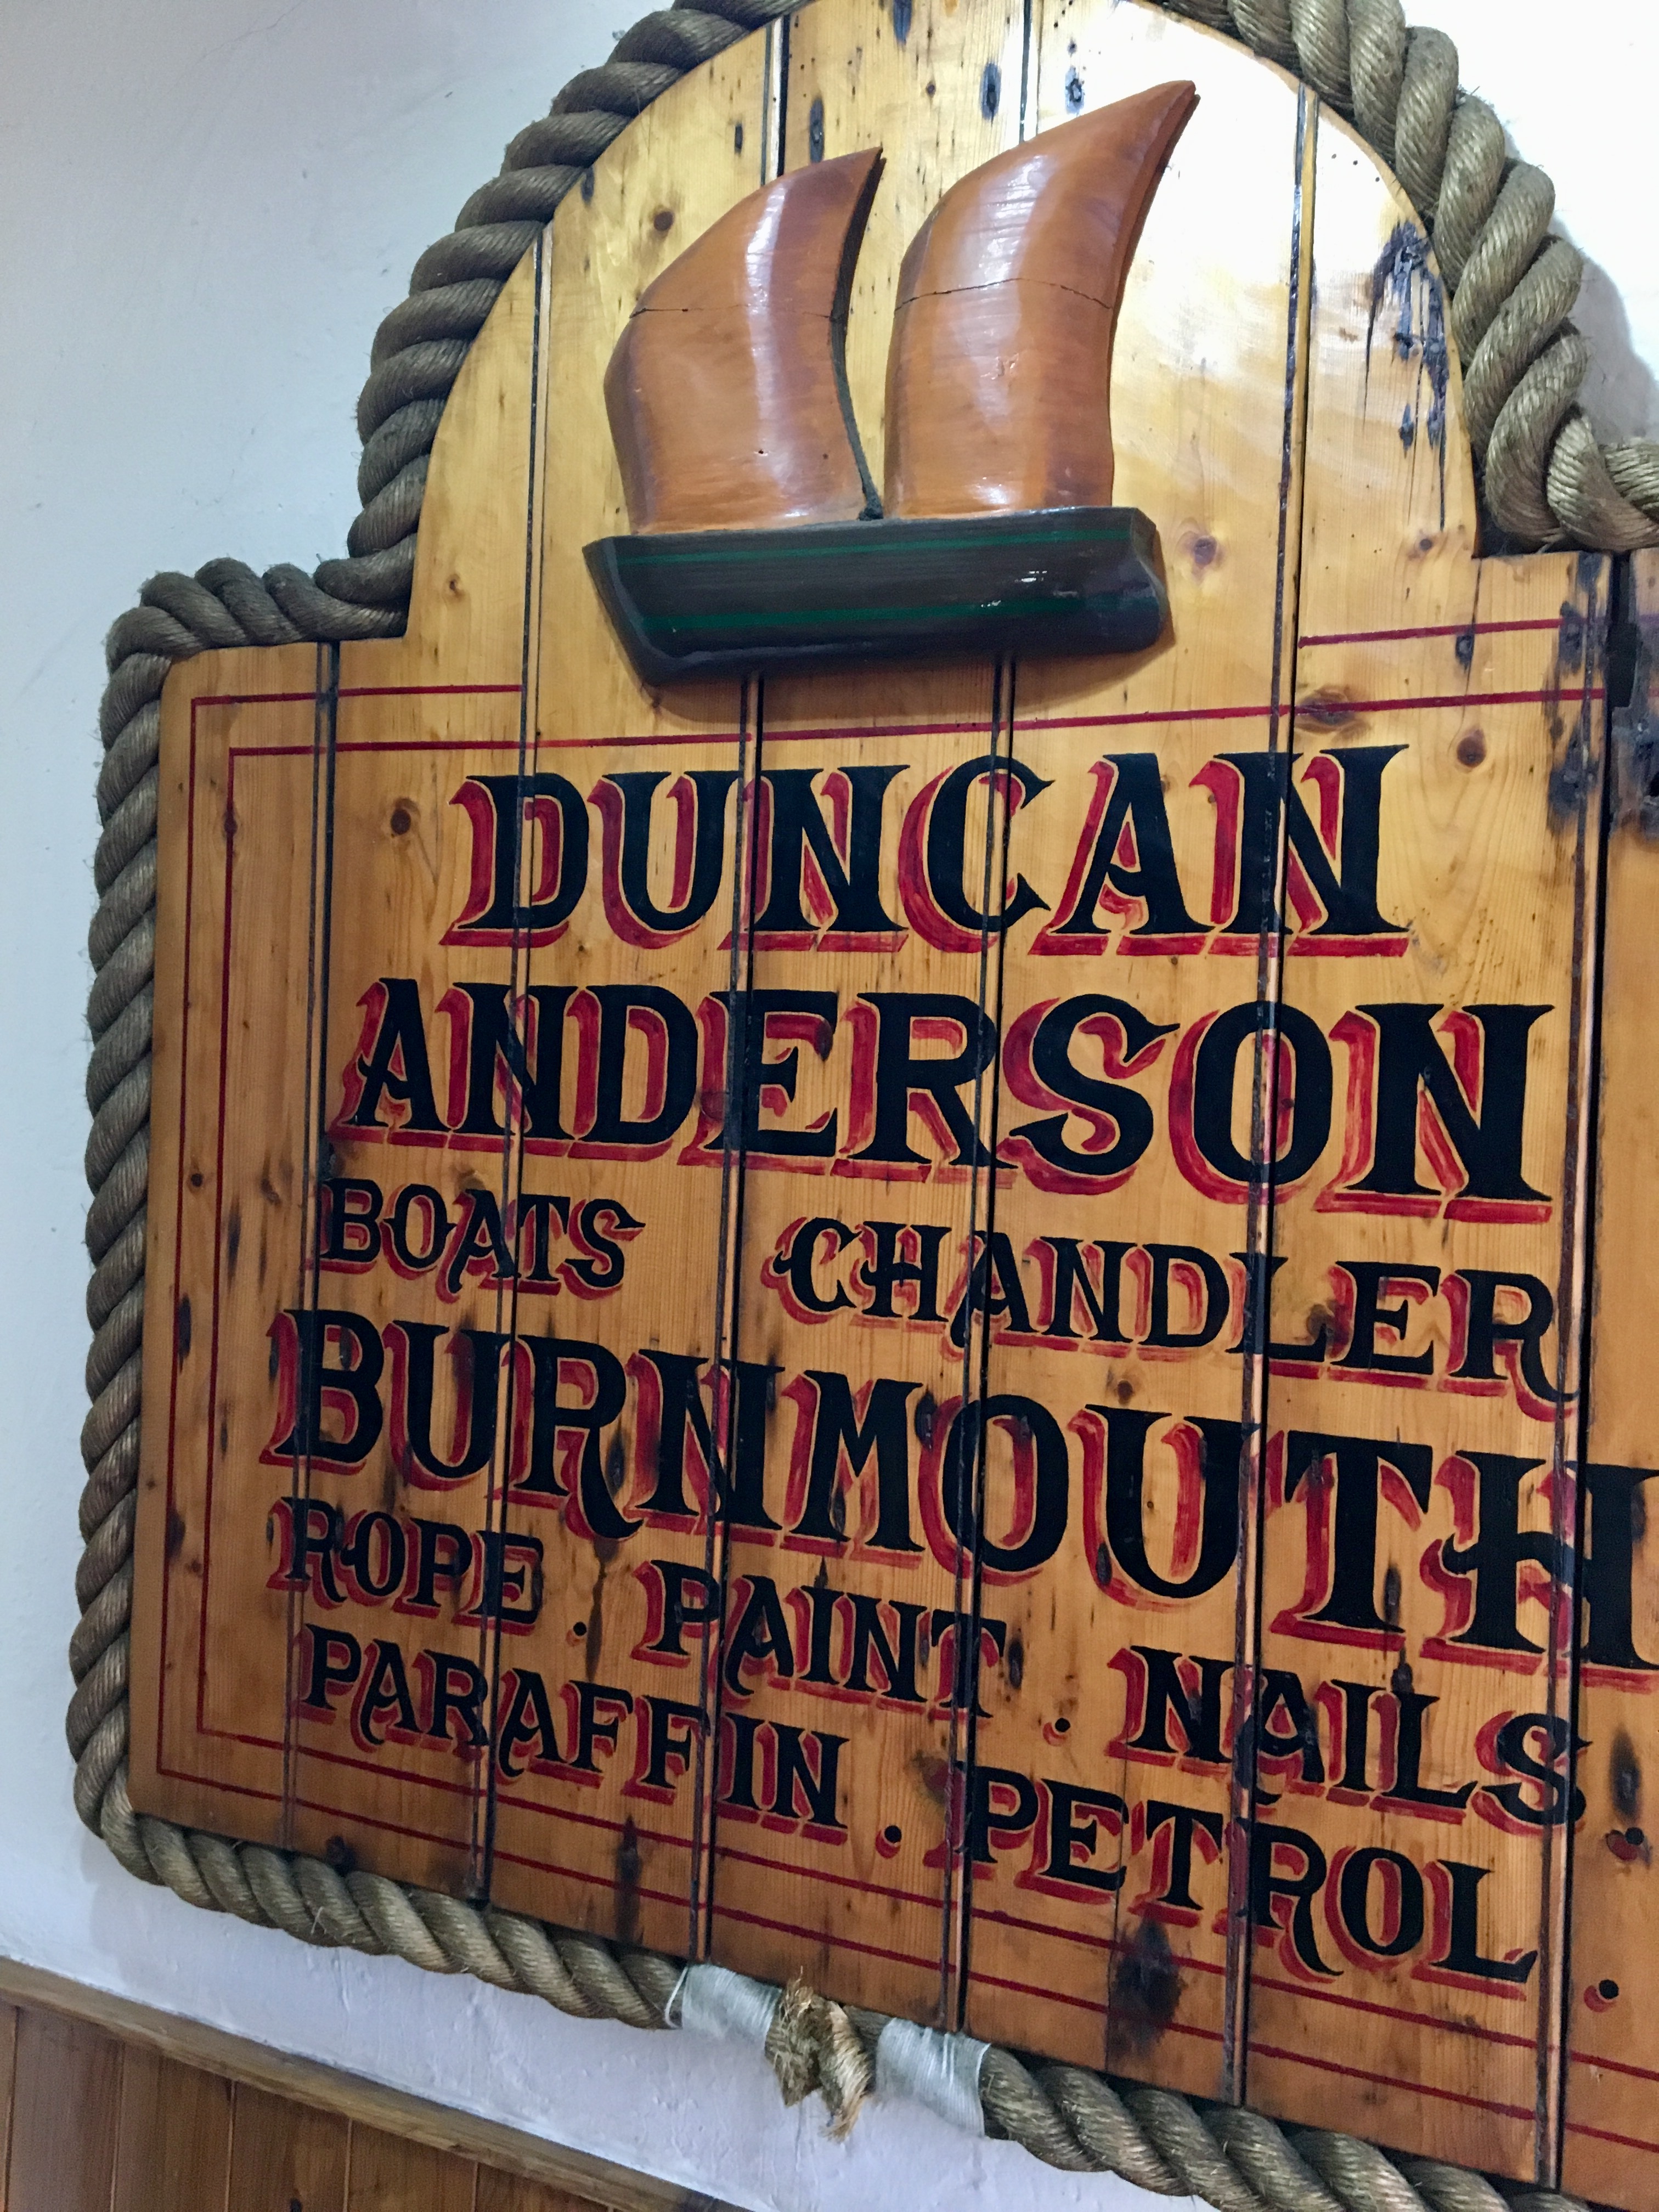 DUNCAN
ANDERSON
BOATS CHANDLER
BURNMOUTH
ROPE . PAINT . NAILS .
PARAFFIN . PETROL .